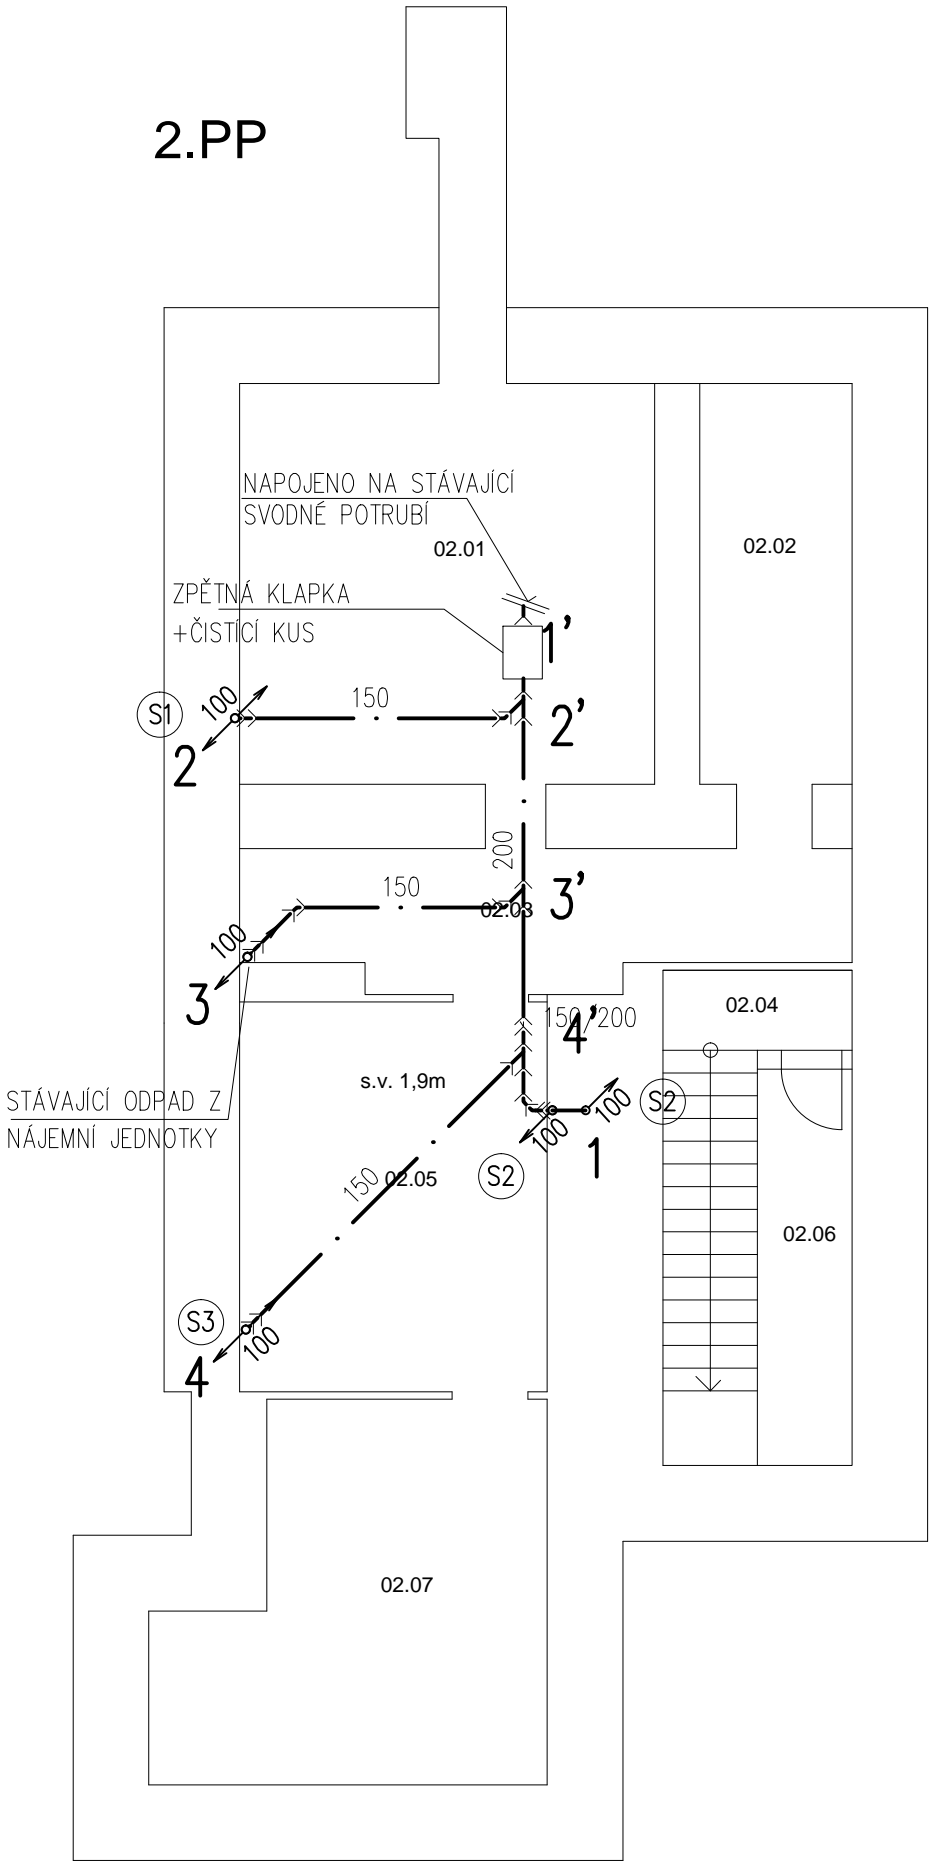 2.PP
NAPOJENO NA STÁVAJÍCÍ
SVODNÉ POTRUBÍ
02.01
02.02
ZPĚTNÁ KLAPKA
+ČISTÍCÍ KUS
1'
S1
100
150
2'
2
200
150
3'
02.03
100
3
02.04
150/200
4'
s.v. 1,9m
STÁVAJÍCÍ ODPAD Z
NÁJEMNÍ JEDNOTKY
100
S2
100
1
S2
150
02.05
02.06
S3
100
4
02.07